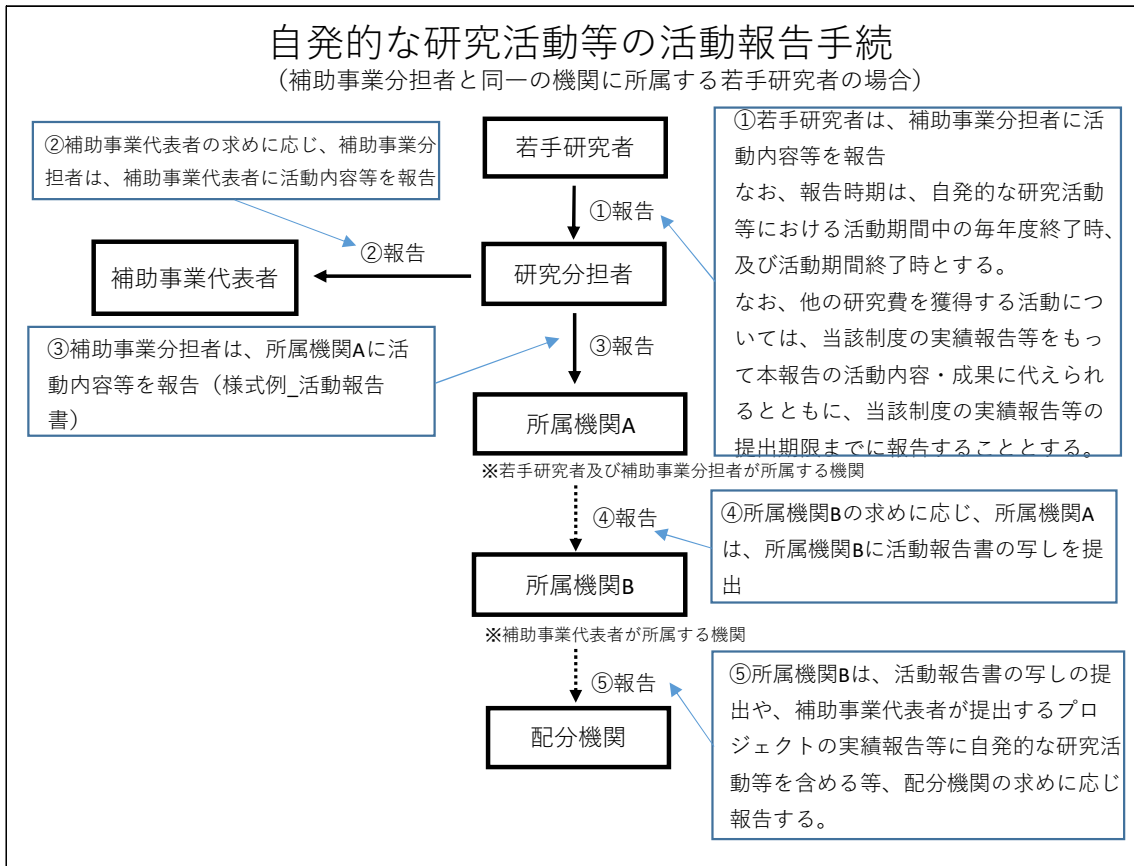 自発的な研究活動等の活動報告手続
（補助事業分担者と同一の機関に所属する若手研究者の場合）
②補助事業代表者の求めに応じ、補助事業分
担者は、補助事業代表者に活動内容等を報告
若手研究者
①若手研究者は、補助事業分担者に活
動内容等を報告
なお、報告時期は、自発的な研究活動
等における活動期間中の毎年度終了時、
及び活動期間終了時とする。
なお、他の研究費を獲得する活動につ
いては、当該制度の実績報告等をもっ
て本報告の活動内容・成果に代えられ
るとともに、当該制度の実績報告等の
提出期限までに報告することとする。
①報告
②報告
補助事業代表者
研究分担者
③補助事業分担者は、所属機関Aに活
動内容等を報告（様式例_活動報告
書）
③報告
所属機関A
※若手研究者及び補助事業分担者が所属する機関
④報告
④所属機関Bの求めに応じ、所属機関A
は、所属機関Bに活動報告書の写しを提
出
所属機関B
※補助事業代表者が所属する機関
⑤報告
⑤所属機関Bは、活動報告書の写しの提
出や、補助事業代表者が提出するプロ
ジェクトの実績報告等に自発的な研究活
動等を含める等、配分機関の求めに応じ
報告する。
配分機関